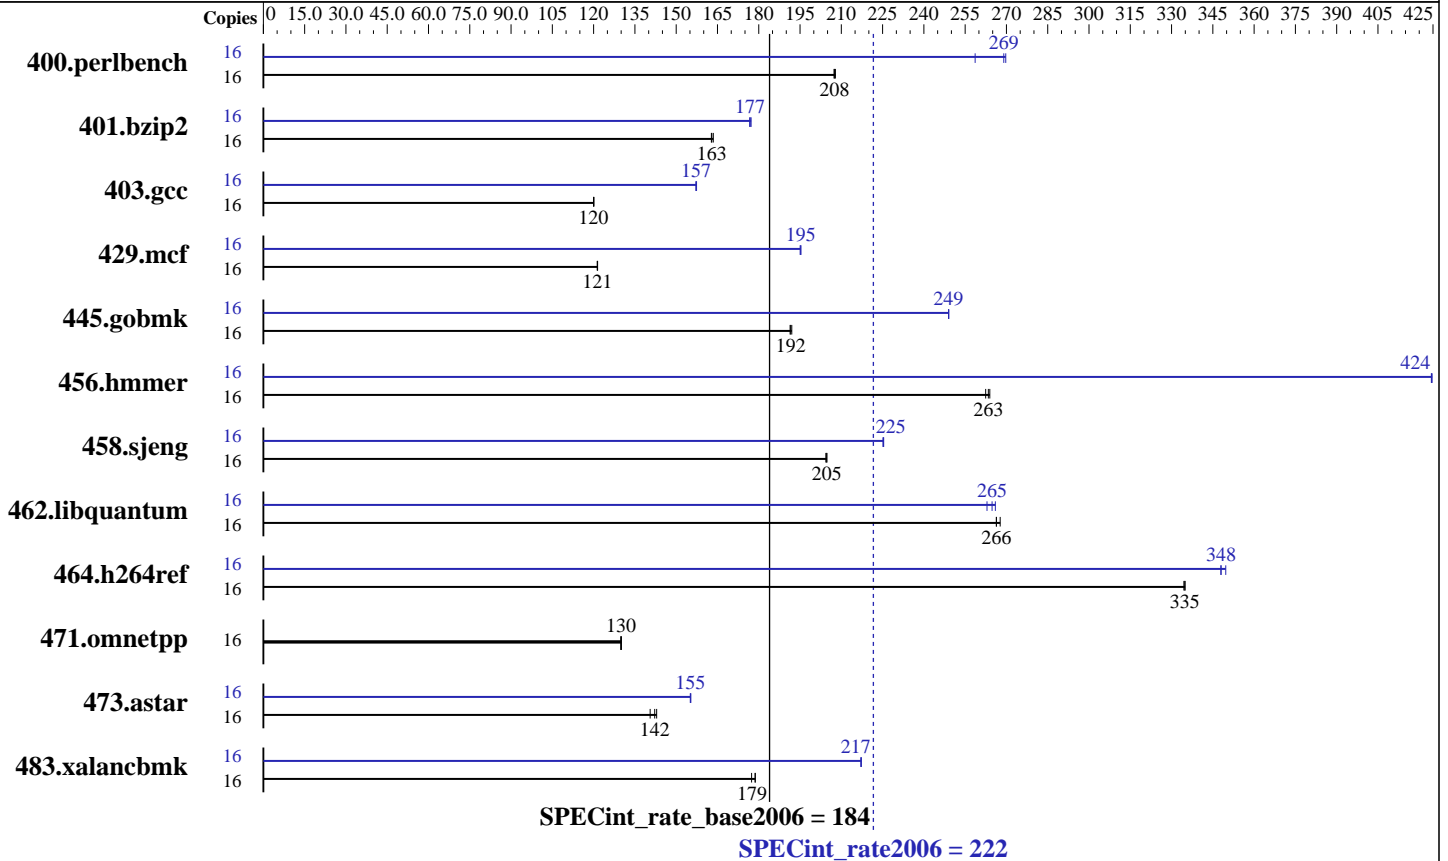 Copies 0 15.0 30.0 45.0 60.0 75.0 90.0 105 120 135 150 165 180 195 210 225 240 255 270 285 300 315 330 345 360 375 390 405 425
400.perlbench 16 269
16 208
401.bzip2 16 177
16 163
403.gcc 16 157
16 120
429.mcf 16 195
16 121
445.gobmk 16 249
16 192
456.hmmer 16 424
16 263
458.sjeng 16 225
16 205
462.libquantum 16 265
16 266
464.h264ref 16 348
16 335
471.omnetpp 16 130
473.astar 16 155
16 142
483.xalancbmk 16 217
16 179
SPECint_rate_base2006 = 184
SPECint_rate2006 = 222